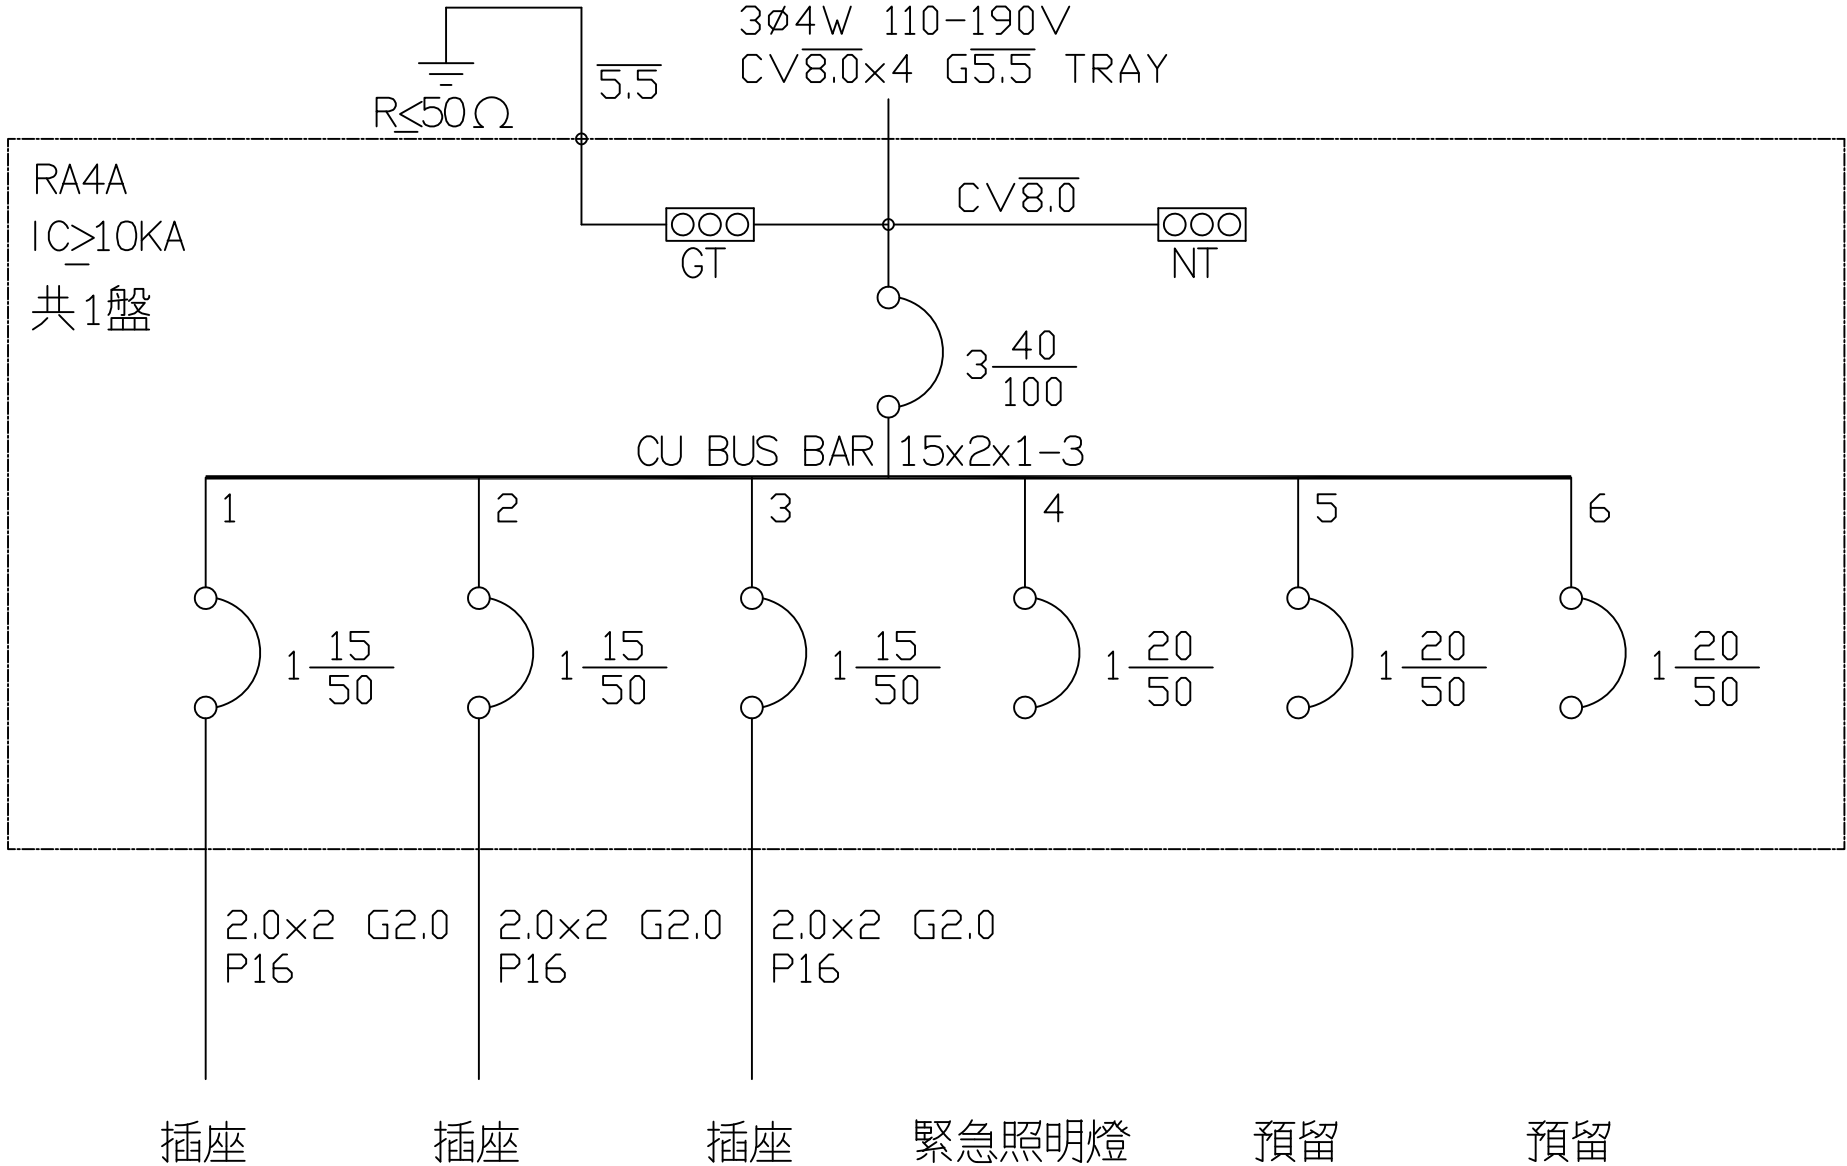 3ø4W 110-190V
CV8.0x4 G5.5 TRAY
5.5
R≤50Ω
RA4A
IC≥10KA
共1盤
CV8.0
GT
NT
3 40/100
CU BUS BAR 15x2x1-3
1 2 3 4 5 6
1 15/50 1 15/50 1 15/50 1 20/50 1 20/50 1 20/50
2.0x2 G2.0 2.0x2 G2.0 2.0x2 G2.0
P16 P16 P16
插座 插座 插座 緊急照明燈 預留 預留